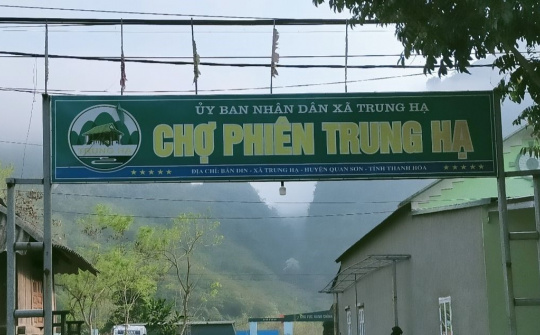 ỦY BAN NHÂN DÂN XÃ TRUNG HẠ
CHỢ PHIÊN TRUNG HẠ
ĐỊA CHỈ: BẢN DIN - XÃ TRUNG HẠ - HUYỆN QUAN SƠN - TỈNH THANH HÓA